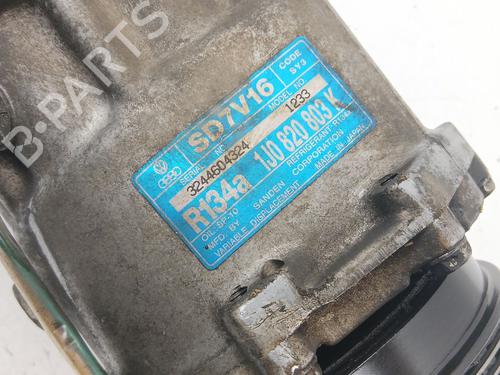 B-PARTS
SD7V16
CODE
SY3
SERIAL NO.
MODEL NO.
3244604324
1233
R134a
1J0 820 803 K
OIL-SP-10
REFRIGERANT R134a
MFD. BY SANDEN CORPORATION
VARIABLE DISPLACEMENT MADE IN JAPAN